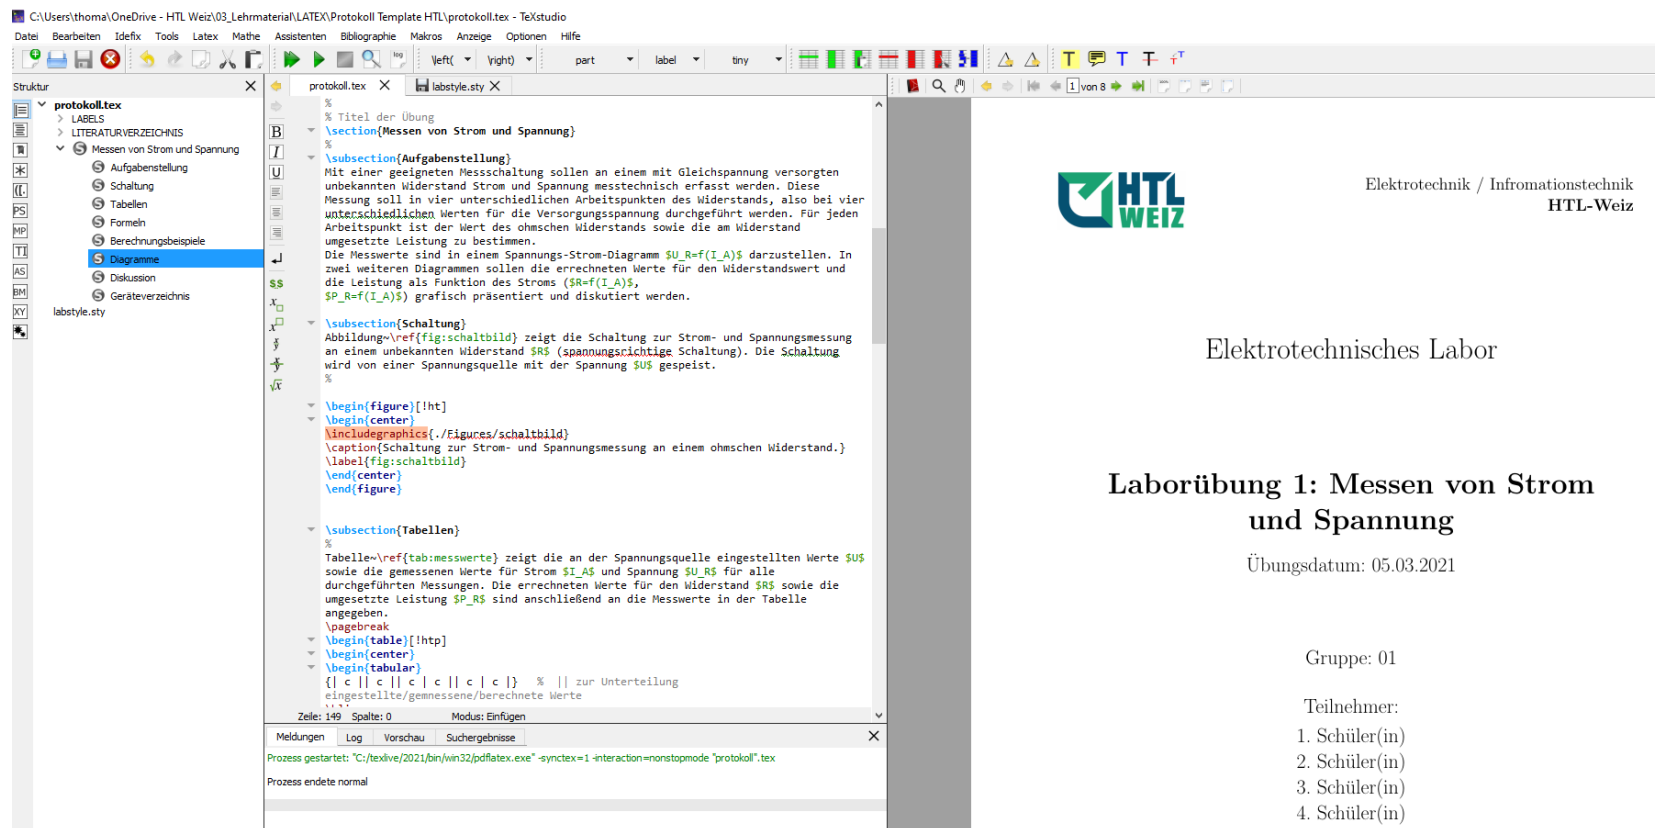 C:\Users\thoma\OneDrive - HTL Weiz\03_Lehrmaterial\LATEX\Protokoll Template HTL\protokoll.tex - TeXstudio
Datei Bearbeiten Idefix Tools Latex Mathe Assistenten Bibliographie Makros Anzeige Optionen Hilfe
log \left( \right) part label tiny T T T
Struktur
protokoll.tex
LABELS
LITERATURVERZEICHNIS
Messen von Strom und Spannung
Aufgabenstellung
Schaltung
Tabellen
Formeln
Berechnungsbeispiele
Diagramme
Diskussion
Geräteverzeichnis
labstyle.sty
PS
MP
TI
AS
BM
XY
protokoll.tex labstyle.sty
B
I
U
$.$
%
% Titel der Übung
\section{Messen von Strom und Spannung}
%
\subsection{Aufgabenstellung}
Mit einer geeigneten Messschaltung sollen an einem mit Gleichspannung versorgten
unbekannten Widerstand Strom und Spannung messtechnisch erfasst werden. Diese
Messung soll in vier unterschiedlichen Arbeitspunkten des Widerstands, also bei vier
unterschiedlichen Werten für die Versorgungsspannung durchgeführt werden. Für jeden
Arbeitspunkt ist der Wert des ohmschen Widerstands sowie die am Widerstand
umgesetzte Leistung zu bestimmen.
Die Messwerte sind in einem Spannungs-Strom-Diagramm $U_R=f(I_A)$ darzustellen. In
zwei weiteren Diagrammen sollen die errechneten Werte für den Widerstandswert und
die Leistung als Funktion des Stroms ($R=f(I_A)$,
$P_R=f(I_A)$) grafisch präsentiert und diskutiert werden.
\subsection{Schaltung}
Abbildung~\ref{fig:schaltbild} zeigt die Schaltung zur Strom- und Spannungsmessung
an einem unbekannten Widerstand $R$ (spannungsrichtige Schaltung). Die Schaltung
wird von einer Spannungsquelle mit der Spannung $U$ gespeist.
%
\begin{figure}[!ht]
\begin{center}
\includegraphics{./Figures/schaltbild}
\caption{Schaltung zur Strom- und Spannungsmessung an einem ohmschen Widerstand.}
\label{fig:schaltbild}
\end{center}
\end{figure}
\subsection{Tabellen}
%
Tabelle~\ref{tab:messwerte} zeigt die an der Spannungsquelle eingestellten Werte $U$
sowie die gemessenen Werte für Strom $I_A$ und Spannung $U_R$ für alle
durchgeführten Messungen. Die errechneten Werte für den Widerstand $R$ sowie die
umgesetzte Leistung $P_R$ sind anschließend an die Messwerte in der Tabelle
angegeben.
\pagebreak
\begin{table}[!htp]
\begin{center}
\begin{tabular}
{| c || c || c | c || c | c |} % || zur Unterteilung
eingestellte/gemnessene/berechnete Werte
Zeile: 149 Spalte: 0 Modus: Einfügen
Meldungen Log Vorschau Suchergebnisse
Prozess gestartet: "C:/texlive/2021/bin/win32/pdflatex.exe" -synctex=1 -interaction=nonstopmode "protokoll".tex
Prozess endete normal
1 von 8
HTL
WEIZ
Elektrotechnik / Infromationstechnik
HTL-Weiz
Elektrotechnisches Labor
Laborübung 1: Messen von Strom
und Spannung
Übungsdatum: 05.03.2021
Gruppe: 01
Teilnehmer:
1. Schüler(in)
2. Schüler(in)
3. Schüler(in)
4. Schüler(in)